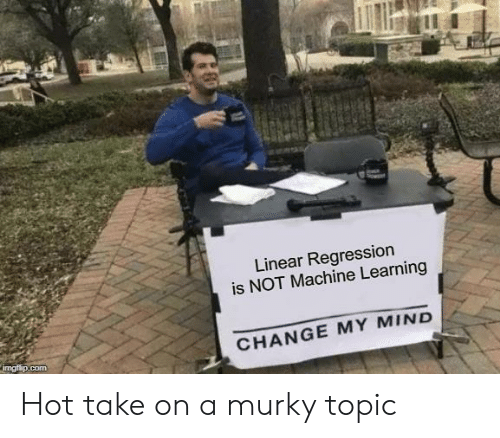 Linear Regression
is NOT Machine Learning
CHANGE MY MIND
imgflip.com
Hot take on a murky topic